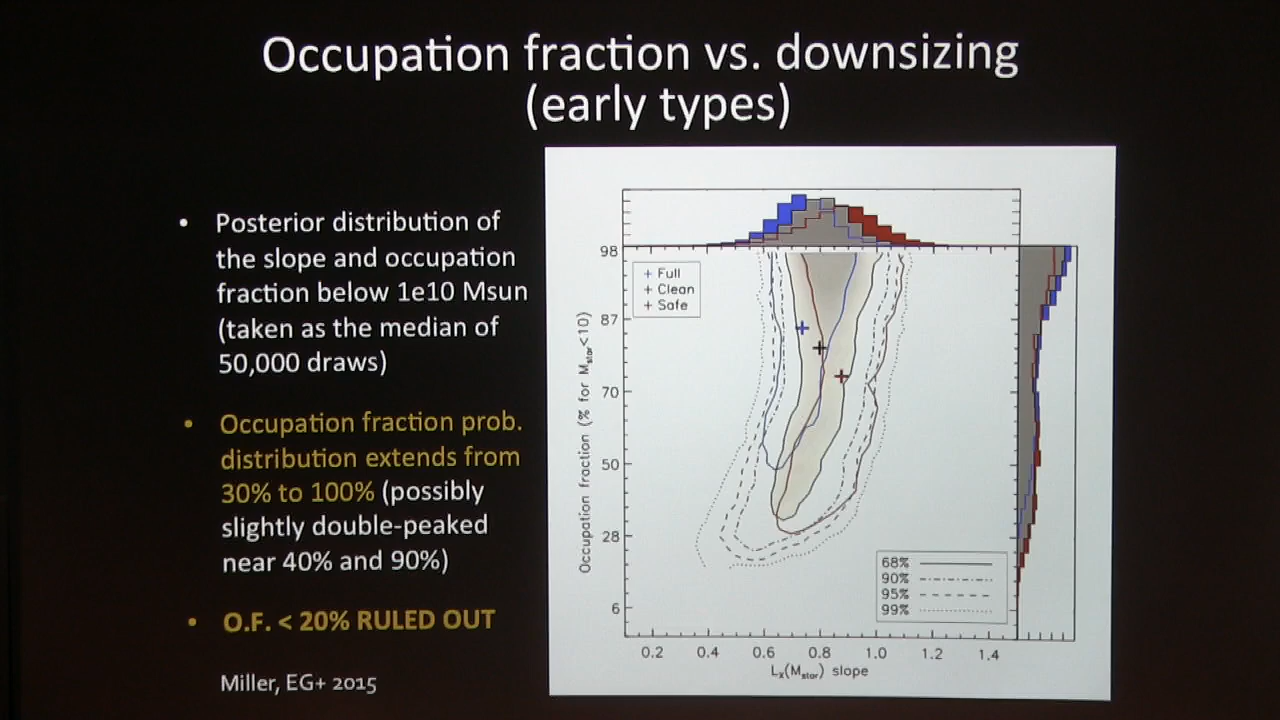 Occupation fraction vs. downsizing
(early types)
• Posterior distribution of
the slope and occupation
fraction below 1e10 Msun
(taken as the median of
50,000 draws)
• Occupation fraction prob.
distribution extends from
30% to 100% (possibly
slightly double-peaked
near 40% and 90%)
• O.F. < 20% RULED OUT
Miller, EG+ 2015
98
87
70
50
28
6
Occupation fraction (% for Mstar<10)
+ Full
+ Clean
+ Safe
68%
90%
95%
99%
0.2 0.4 0.6 0.8 1.0 1.2 1.4
Lx(Mstar) slope